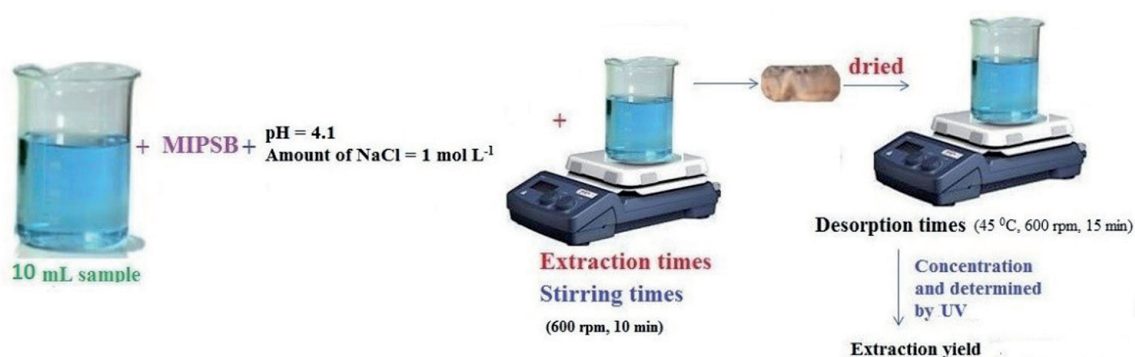 10 mL sample
+ MIPSB +
pH = 4.1
Amount of NaCl = 1 mol L-1
+
Extraction times
Stirring times
(600 rpm, 10 min)
dried
Desorption times (45 ⁰C, 600 rpm, 15 min)
Concentration
and determined
by UV
Extraction yield